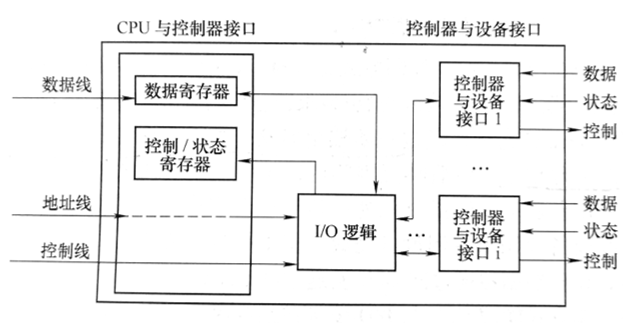 CPU 与控制器接口
控制器与设备接口
数据线
数据寄存器
控制 / 状态
寄存器
地址线
控制线
I/O 逻辑
...
控制器
与设备
接口 1
数据
状态
控制
...
控制器
与设备
接口 i
数据
状态
控制